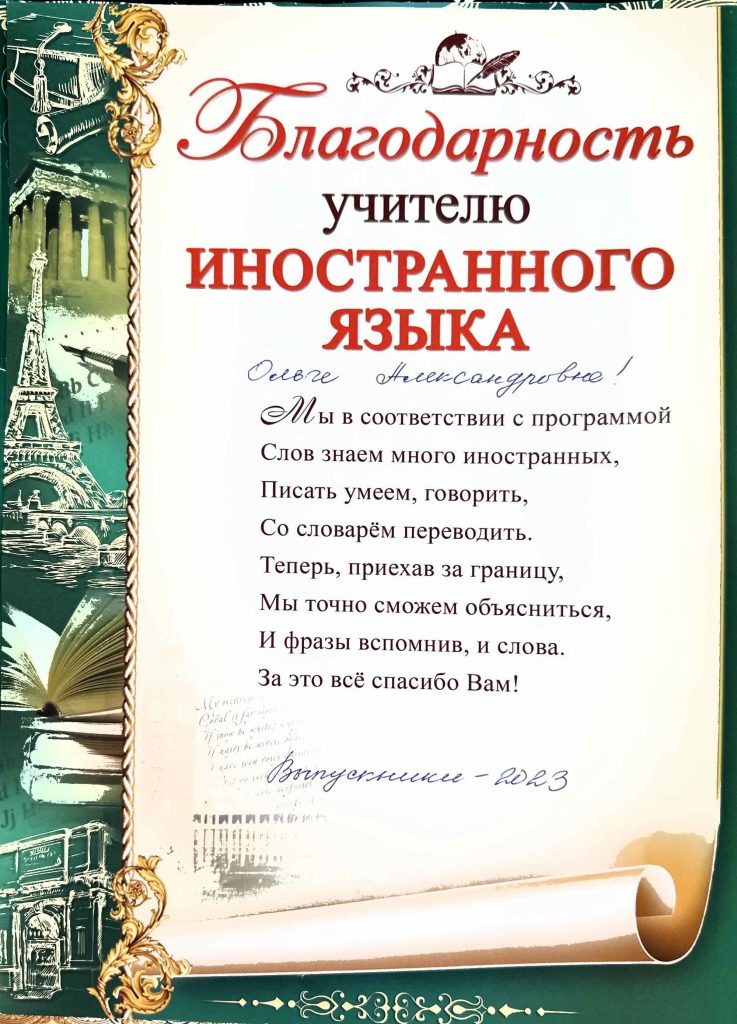 Благодарность
учителю
ИНОСТРАННОГО
ЯЗЫКА
Ольге Александровне!
Мы в соответствии с программой
Слов знаем много иностранных,
Писать умеем, говорить,
Со словарём переводить.
Теперь, приехав за границу,
Мы точно сможем объясниться,
И фразы вспомнив, и слова.
За это всё спасибо Вам!
Выпускники - 2023